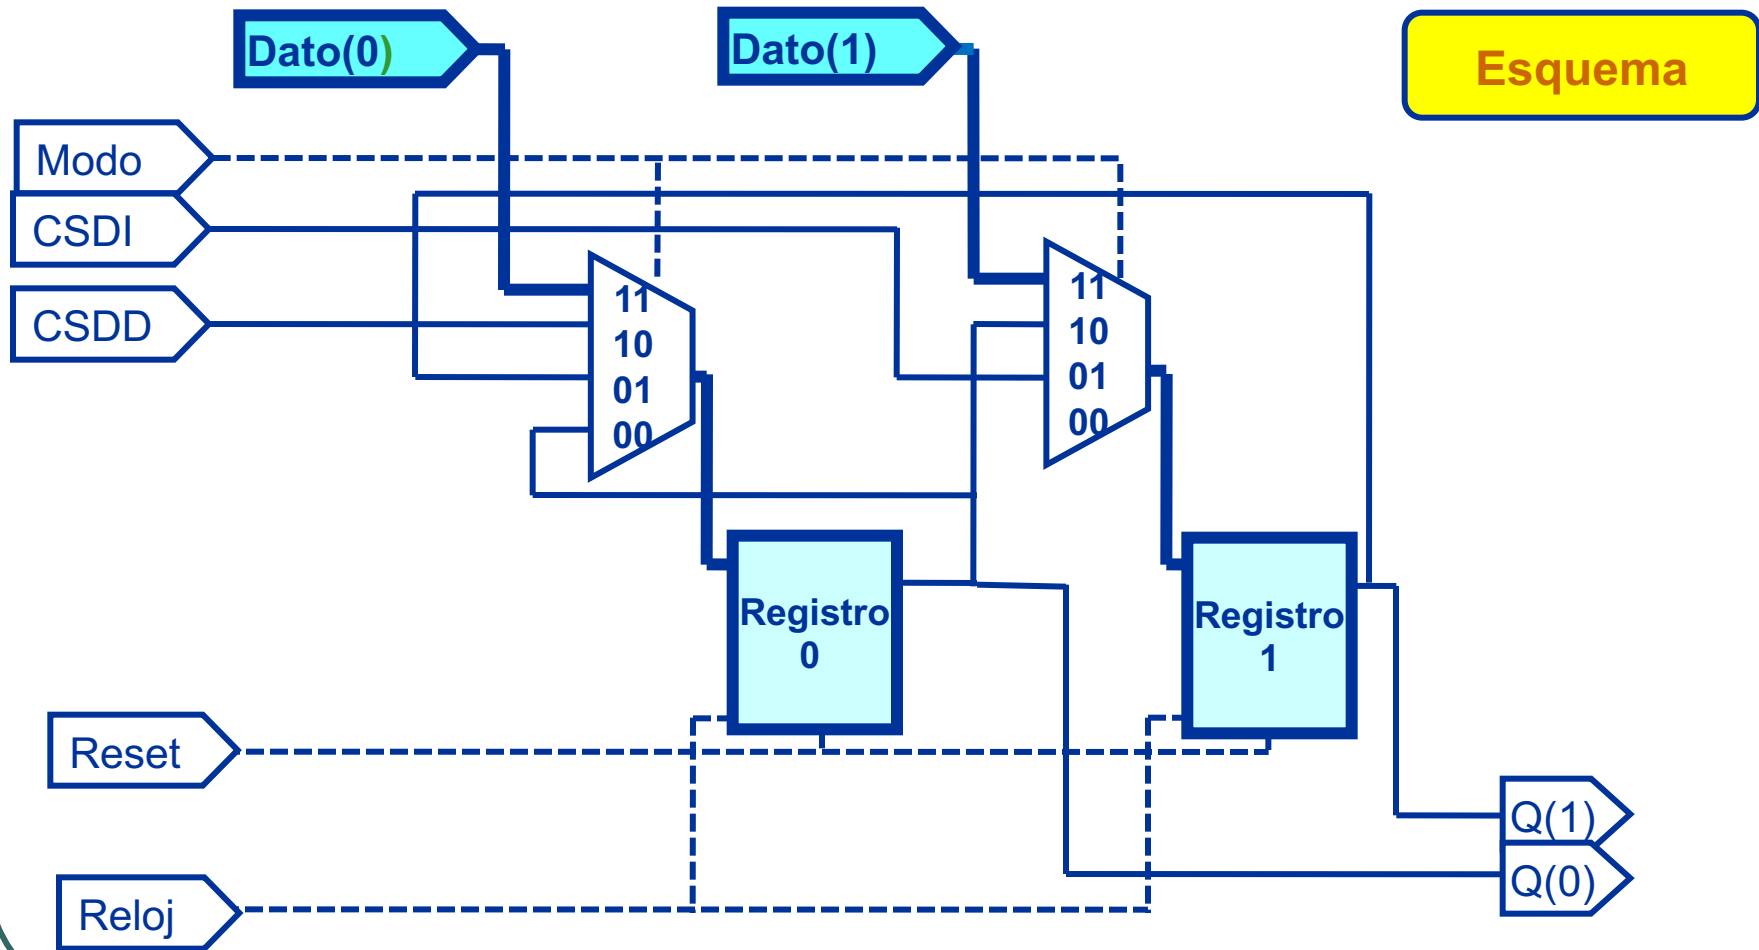 Dato(0)
Dato(1)
Esquema
Modo
CSDI
CSDD
11
10
01
00
11
10
01
00
Registro
0
Registro
1
Reset
Reloj
Q(1)
Q(0)